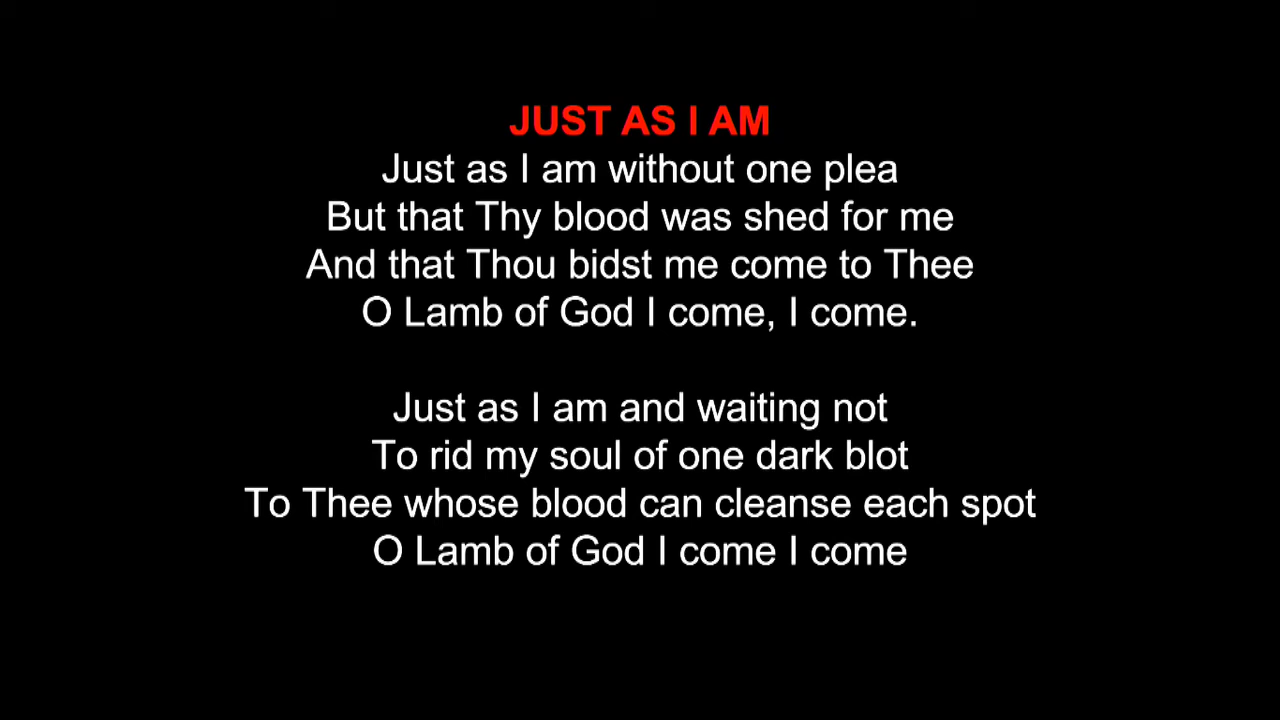 JUST AS I AM
Just as I am without one plea
But that Thy blood was shed for me
And that Thou bidst me come to Thee
O Lamb of God I come, I come.
Just as I am and waiting not
To rid my soul of one dark blot
To Thee whose blood can cleanse each spot
O Lamb of God I come I come